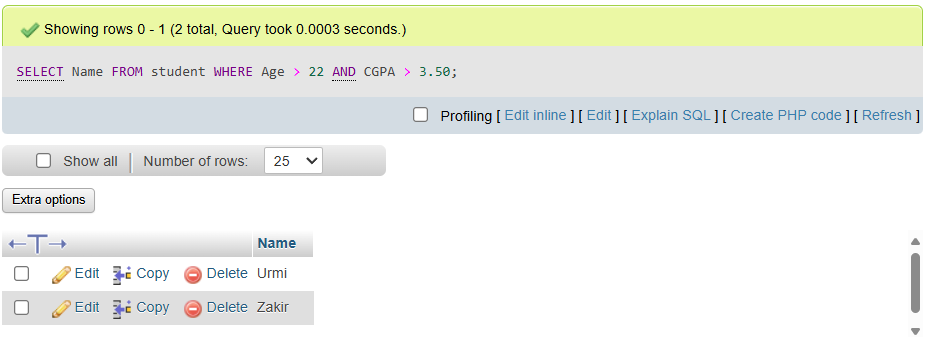 Showing rows 0 - 1 (2 total, Query took 0.0003 seconds.)
SELECT Name FROM student WHERE Age > 22 AND CGPA > 3.50;
Profiling [ Edit inline ] [ Edit ] [ Explain SQL ] [ Create PHP code ] [ Refresh ]
Show all | Number of rows: 25
Extra options
←T→ Name
Edit Copy Delete Urmi
Edit Copy Delete Zakir